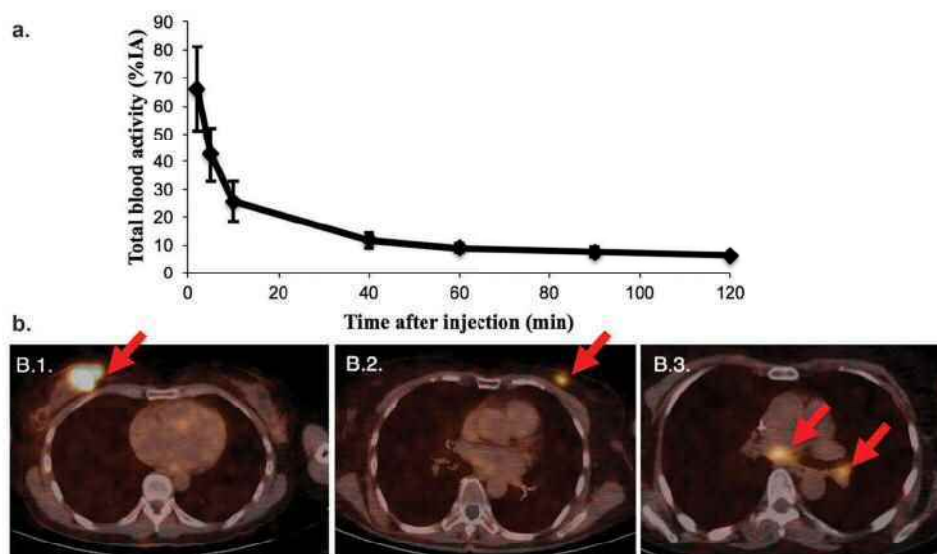 a.
Total blood activity (%IA)
90
80
70
60
50
40
30
20
10
0
0 20 40 60 80 100 120
Time after injection (min)
b.
B.1. B.2. B.3.